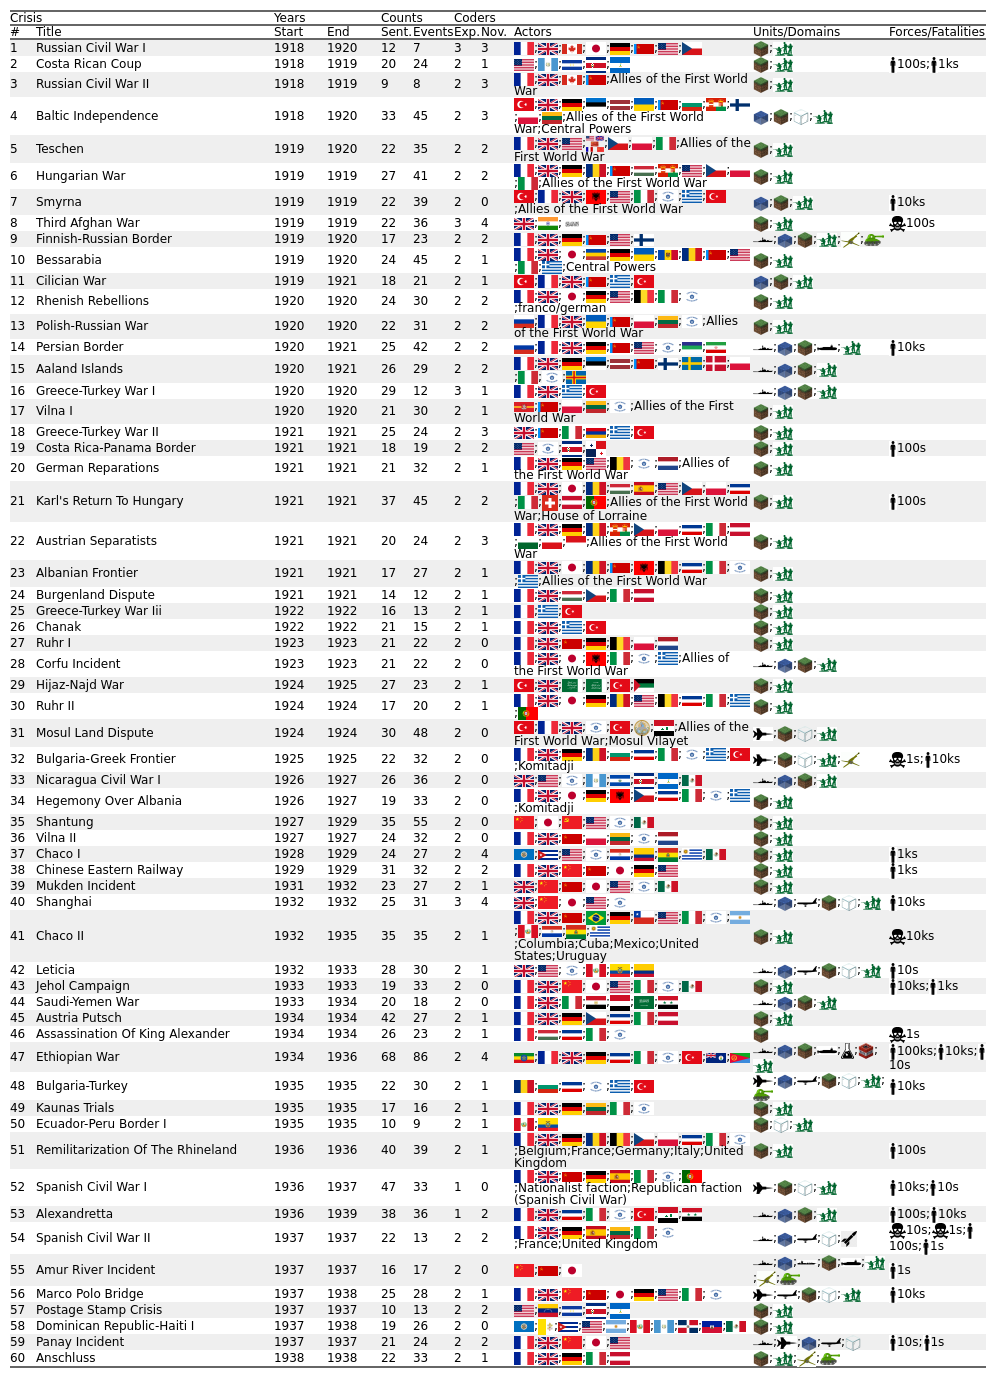 Crisis Years Counts Coders
# Title Start End Sent. Events Exp. Nov. Actors Units/Domains Forces/Fatalities
1 Russian Civil War I 1918 1920 12 7 3 3
2 Costa Rican Coup 1918 1919 20 24 2 1 100s; 1ks
3 Russian Civil War II 1918 1919 9 8 2 3 ;Allies of the First World
War
4 Baltic Independence 1918 1920 33 45 2 3 ;Allies of the First World
War;Central Powers
5 Teschen 1919 1920 22 35 2 2 ;Allies of the
First World War
6 Hungarian War 1919 1919 27 41 2 2 ;Allies of the First World War
7 Smyrna 1919 1919 22 39 2 0 ;Allies of the First World War 10ks
8 Third Afghan War 1919 1919 22 36 3 4 100s
9 Finnish-Russian Border 1919 1920 17 23 2 2
10 Bessarabia 1919 1920 24 45 2 1 ;Central Powers
11 Cilician War 1919 1921 18 21 2 1
12 Rhenish Rebellions 1920 1920 24 30 2 2 ;franco/german
13 Polish-Russian War 1920 1920 22 31 2 2 ;Allies
of the First World War
14 Persian Border 1920 1921 25 42 2 2 10ks
15 Aaland Islands 1920 1921 26 29 2 2
16 Greece-Turkey War I 1920 1920 29 12 3 1
17 Vilna I 1920 1920 21 30 2 1 ;Allies of the First
World War
18 Greece-Turkey War II 1921 1921 25 24 2 3
19 Costa Rica-Panama Border 1921 1921 18 19 2 2 100s
20 German Reparations 1921 1921 21 32 2 1 ;Allies of
the First World War
21 Karl's Return To Hungary 1921 1921 37 45 2 2 ;Allies of the First World 100s
War;House of Lorraine
22 Austrian Separatists 1921 1921 20 24 2 3 ;Allies of the First World
War
23 Albanian Frontier 1921 1921 17 27 2 1 ;Allies of the First World War
24 Burgenland Dispute 1921 1921 14 12 2 1
25 Greece-Turkey War Iii 1922 1922 16 13 2 1
26 Chanak 1922 1922 21 15 2 1
27 Ruhr I 1923 1923 21 22 2 0
28 Corfu Incident 1923 1923 21 22 2 0 ;Allies of
the First World War
29 Hijaz-Najd War 1924 1925 27 23 2 1
30 Ruhr II 1924 1924 17 20 2 1
31 Mosul Land Dispute 1924 1924 30 48 2 0 ;Allies of the
First World War;Mosul Vilayet
32 Bulgaria-Greek Frontier 1925 1925 22 32 2 0 ;Komitadji 1s; 10ks
33 Nicaragua Civil War I 1926 1927 26 36 2 0
34 Hegemony Over Albania 1926 1927 19 33 2 0 ;Komitadji
35 Shantung 1927 1929 35 55 2 0
36 Vilna II 1927 1927 24 32 2 0
37 Chaco I 1928 1929 24 27 2 4 1ks
38 Chinese Eastern Railway 1929 1929 31 32 2 2 1ks
39 Mukden Incident 1931 1932 23 27 2 1
40 Shanghai 1932 1932 25 31 3 4 10ks
41 Chaco II 1932 1935 35 35 2 1 ;Columbia;Cuba;Mexico;United 10ks
States;Uruguay
42 Leticia 1932 1933 28 30 2 1 10s
43 Jehol Campaign 1933 1933 19 33 2 0 10ks; 1ks
44 Saudi-Yemen War 1933 1934 20 18 2 0
45 Austria Putsch 1934 1934 42 27 2 1
46 Assassination Of King Alexander 1934 1934 26 23 2 1 1s
47 Ethiopian War 1934 1936 68 86 2 4 100ks; 10ks;
10s
48 Bulgaria-Turkey 1935 1935 22 30 2 1 10ks
49 Kaunas Trials 1935 1935 17 16 2 1
50 Ecuador-Peru Border I 1935 1935 10 9 2 1
51 Remilitarization Of The Rhineland 1936 1936 40 39 2 1 ;Belgium;France;Germany;Italy;United 100s
Kingdom
52 Spanish Civil War I 1936 1937 47 33 1 0 ;Nationalist faction;Republican faction 10ks; 10s
(Spanish Civil War)
53 Alexandretta 1936 1939 38 36 1 2 100s; 10ks
54 Spanish Civil War II 1937 1937 22 13 2 2 ;France;United Kingdom 10s; 1s;
100s; 1s
55 Amur River Incident 1937 1937 16 17 2 0 1s
56 Marco Polo Bridge 1937 1938 25 28 2 1 10ks
57 Postage Stamp Crisis 1937 1937 10 13 2 2
58 Dominican Republic-Haiti I 1937 1938 19 26 2 0
59 Panay Incident 1937 1937 21 24 2 2 10s; 1s
60 Anschluss 1938 1938 22 33 2 1